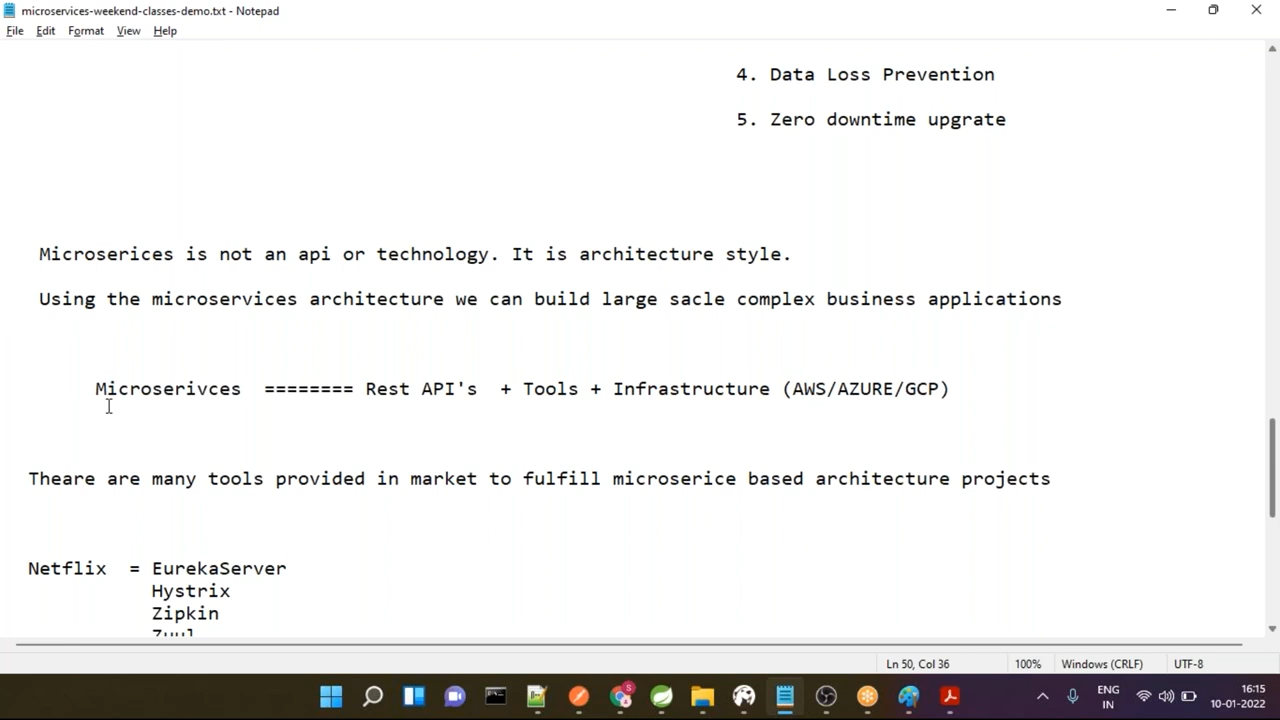 microservices-weekend-classes-demo.txt - Notepad
File Edit Format View Help
4. Data Loss Prevention
5. Zero downtime upgrate
Microserices is not an api or technology. It is architecture style.
Using the microservices architecture we can build large sacle complex business applications
Microserivces ======== Rest API's + Tools + Infrastructure (AWS/AZURE/GCP)
Theare are many tools provided in market to fulfill microserice based architecture projects
Netflix = EurekaServer
Hystrix
Zipkin
Zuul
Ln 50, Col 36 100% Windows (CRLF) UTF-8
S
ENG
IN
16:15
10-01-2022